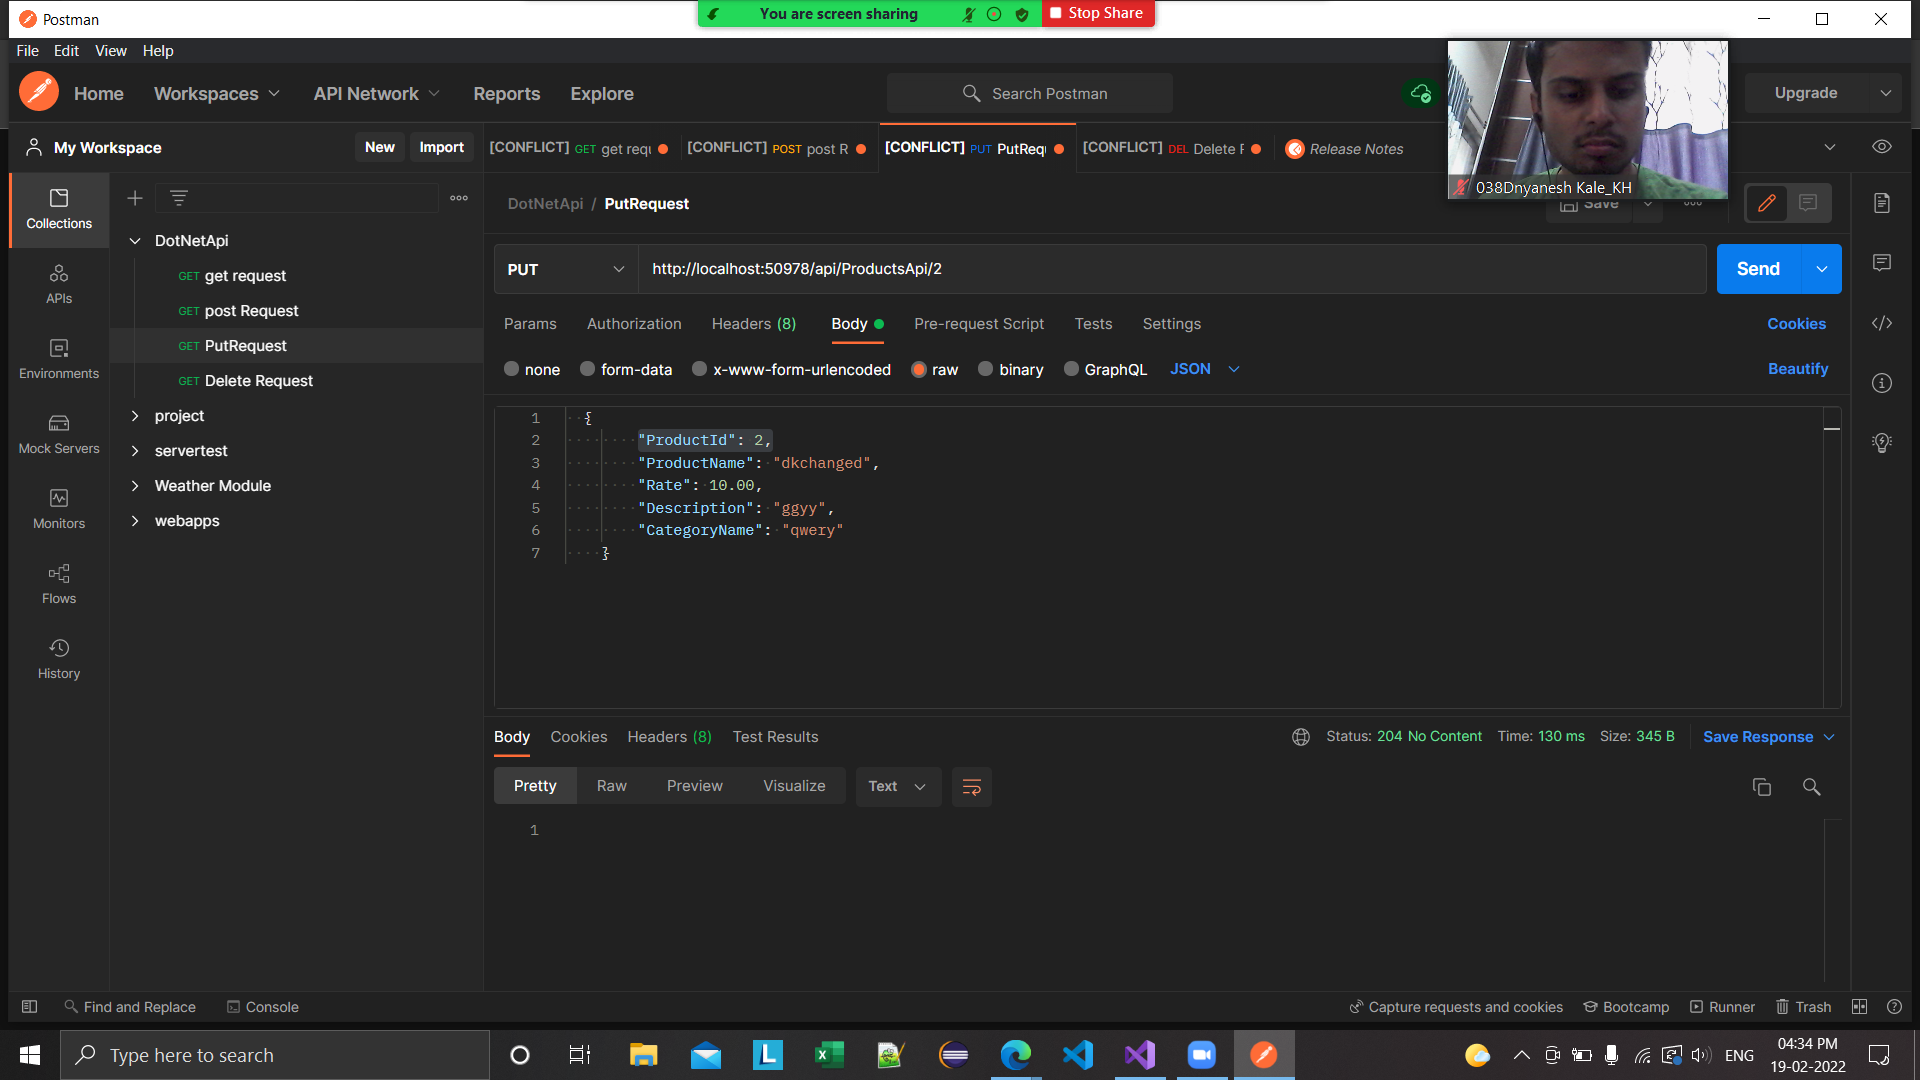 Postman
You are screen sharing
Stop Share
File Edit View Help
Home Workspaces API Network Reports Explore
Search Postman
Upgrade
My Workspace New Import
[CONFLICT] GET get requ [CONFLICT] POST post R [CONFLICT] PUT PutReq [CONFLICT] DEL Delete Release Notes
038Dnyanesh Kale_KH
Collections
APIs
Environments
Mock Servers
Monitors
Flows
History
DotNetApi
GET get request
GET post Request
GET PutRequest
GET Delete Request
project
servertest
Weather Module
webapps
DotNetApi / PutRequest
Save
PUT http://localhost:50978/api/ProductsApi/2 Send
Params Authorization Headers (8) Body Pre-request Script Tests Settings Cookies
none form-data x-www-form-urlencoded raw binary GraphQL JSON Beautify
1 {
2 "ProductId": 2,
3 "ProductName": "dkchanged",
4 "Rate": 10.00,
5 "Description": "ggyy",
6 "CategoryName": "qwery"
7 }
Body Cookies Headers (8) Test Results Status: 204 No Content Time: 130 ms Size: 345 B Save Response
Pretty Raw Preview Visualize Text
1
Find and Replace Console Capture requests and cookies Bootcamp Runner Trash
Type here to search
ENG
04:34 PM
19-02-2022